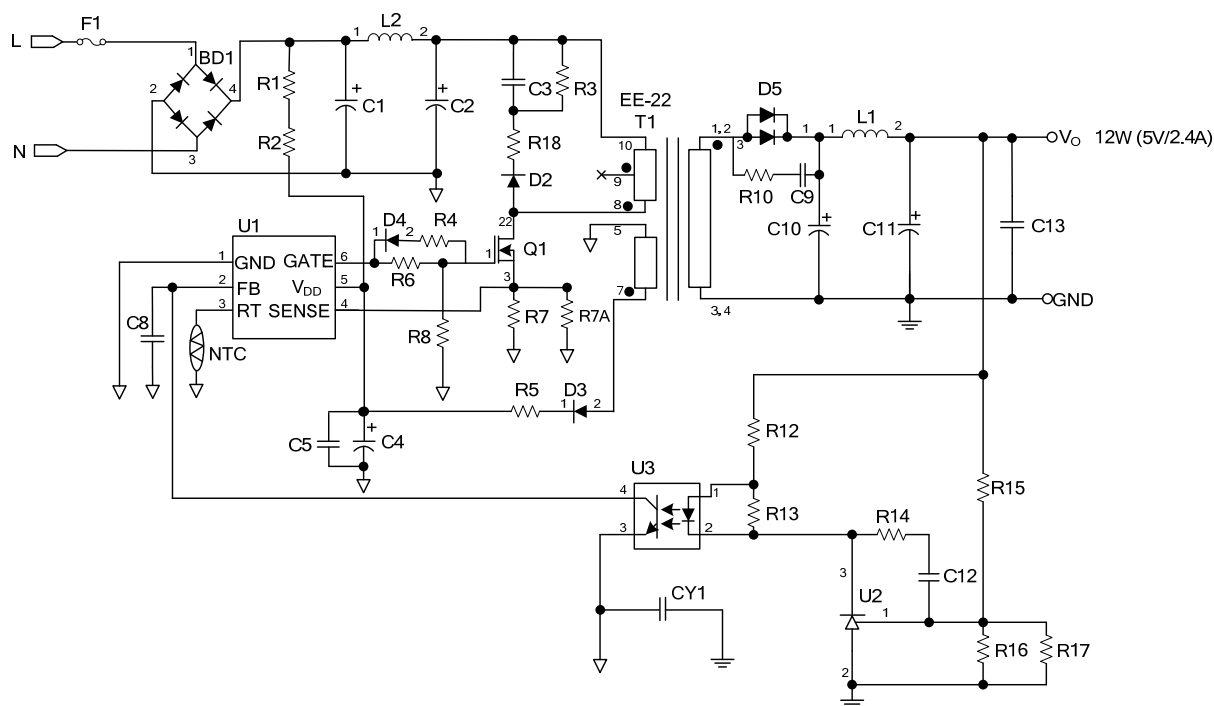 F1
L
BD1
1
2
4
3
N
R1
R2
1 L2 2
+
C1
+
C2
C3
R3
R18
D2
EE-22
T1
10
9
8
5
7
1, 2
3, 4
D5
3
1
R10
C9
1 L1 2
+
C10
+
C11
C13
VO 12W (5V/2.4A)
GND
U1
1 GND GATE 6
2 FB VDD 5
3 RT SENSE 4
C8
NTC
D4
1 2
R4
R6
R8
22
1
Q1
3
R7
R7A
R5
D3
1 2
C5
+
C4
U3
4
3
1
2
R12
R13
R14
R15
C12
3
U2
1
2
R16
R17
CY1